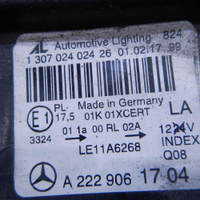 AL Automotive Lighting 824
1 307 024 024 26 01.02.17 99
Made in Germany
PL 17,5 01K 01XCERT LA
E1 01 1a 00 RL 02A 12V
3324 LE11A6268 INDEX
Q08
A 222 906 17 04